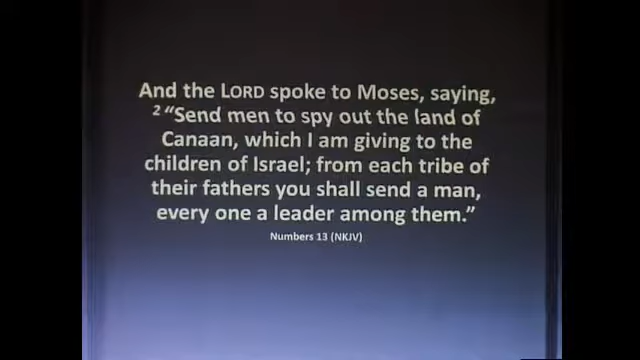 And the LORD spoke to Moses, saying,
2 “Send men to spy out the land of
Canaan, which I am giving to the
children of Israel; from each tribe of
their fathers you shall send a man,
every one a leader among them.”
Numbers 13 (NKJV)